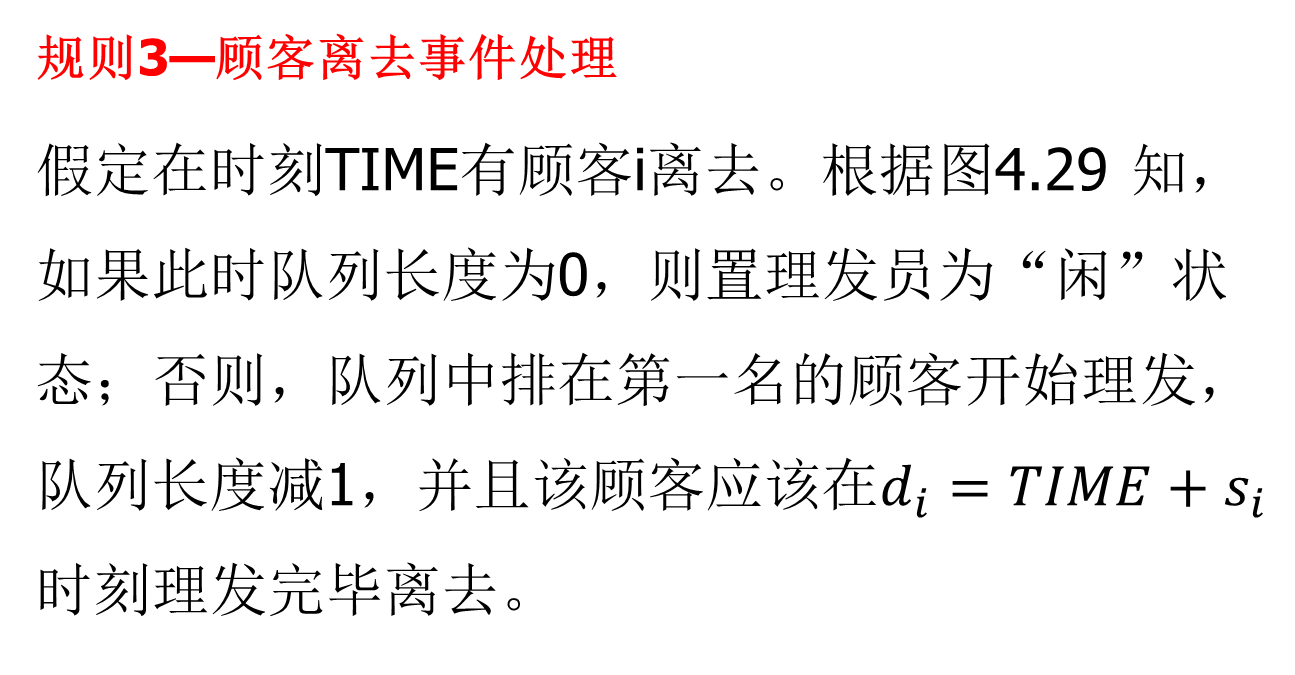 规则3—顾客离去事件处理
假定在时刻TIME有顾客i离去。根据图4.29 知，
如果此时队列长度为0，则置理发员为“闲”状
态；否则，队列中排在第一名的顾客开始理发，
队列长度减1，并且该顾客应该在$d_i = TIME + s_i$
时刻理发完毕离去。